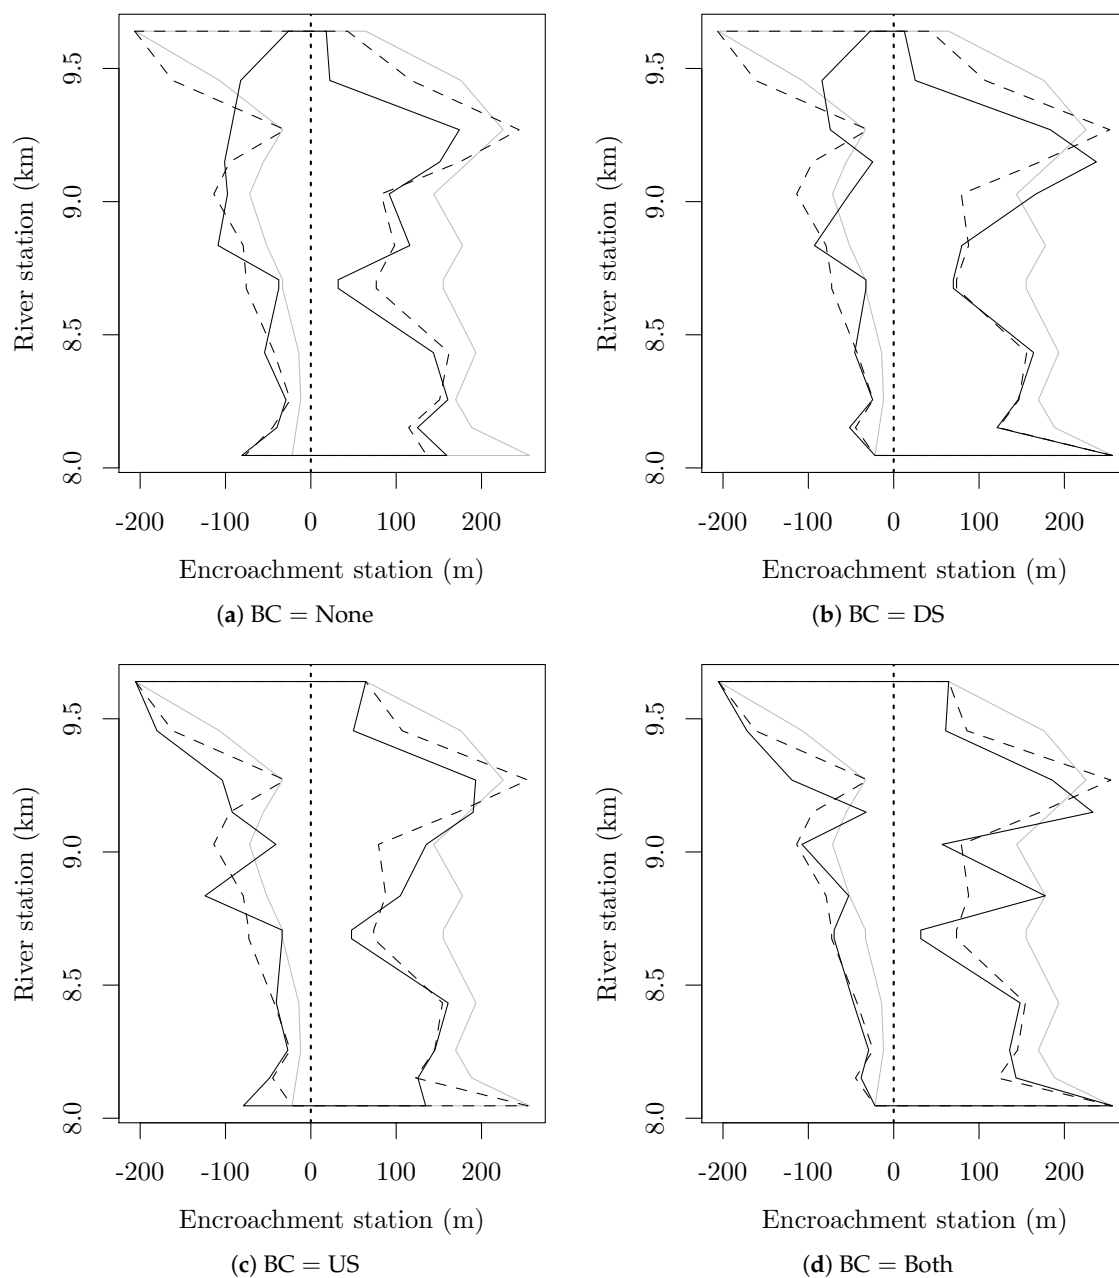 9.5
9.0
8.5
8.0
River station (km)
-200 -100 0 100 200
Encroachment station (m)
(a) BC = None
9.5
9.0
8.5
8.0
River station (km)
-200 -100 0 100 200
Encroachment station (m)
(b) BC = DS
9.5
9.0
8.5
8.0
River station (km)
-200 -100 0 100 200
Encroachment station (m)
(c) BC = US
9.5
9.0
8.5
8.0
River station (km)
-200 -100 0 100 200
Encroachment station (m)
(d) BC = Both